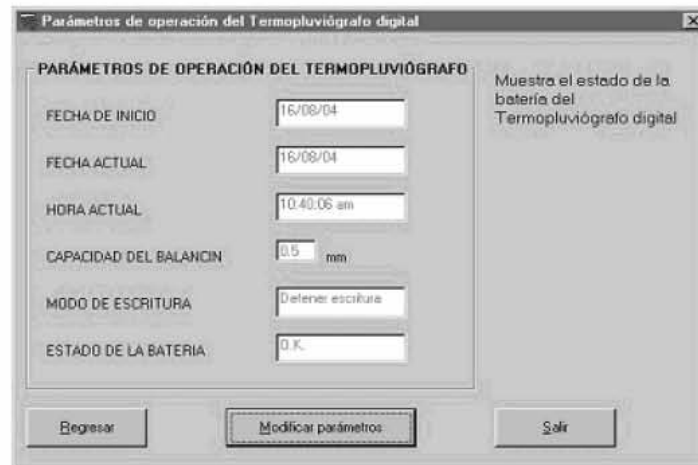 Parámetros de operación del Termopluviógrafo digital
PARÁMETROS DE OPERACIÓN DEL TERMOPLUVIÓGRAFO
FECHA DE INICIO
16/08/04
FECHA ACTUAL
16/08/04
HORA ACTUAL
10:40:06 am
CAPACIDAD DEL BALANCIN
0.5
mm
MODO DE ESCRITURA
Detener escritura
ESTADO DE LA BATERIA
O.K.
Muestra el estado de la
batería del
Termopluviógrafo digital
Regresar
Modificar parámetros
Salir